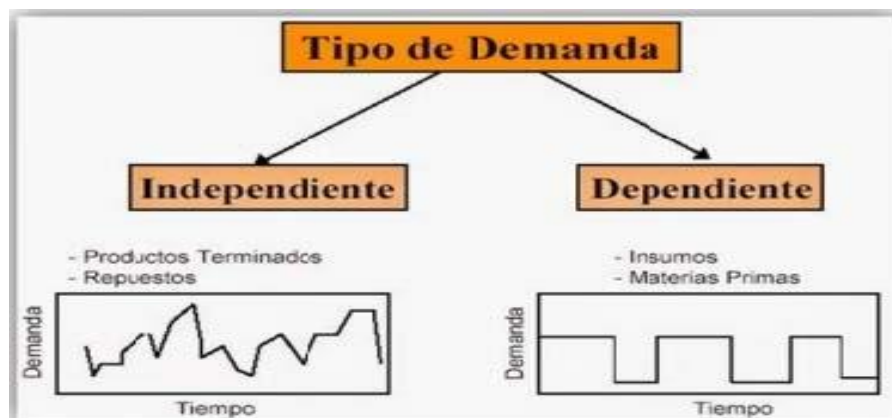 Tipo de Demanda
Independiente
Dependiente
- Productos Terminados
- Repuestos
- Insumos
- Materias Primas
Demanda
Tiempo
Demanda
Tiempo